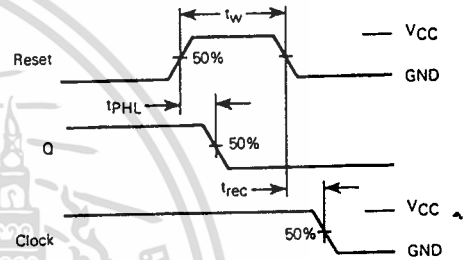 tw
VCC
Reset
50%
GND
tPHL
Q
50%
trec
VCC
50%
Clock
GND